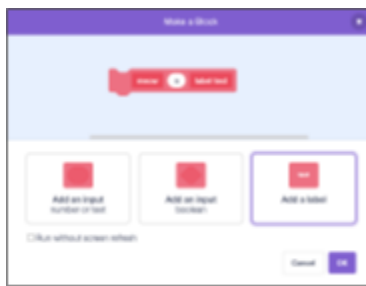 Make a Block
label text
Add an input
number or text
Add an input
boolean
text
Add a label
Run without screen refresh
Cancel
OK